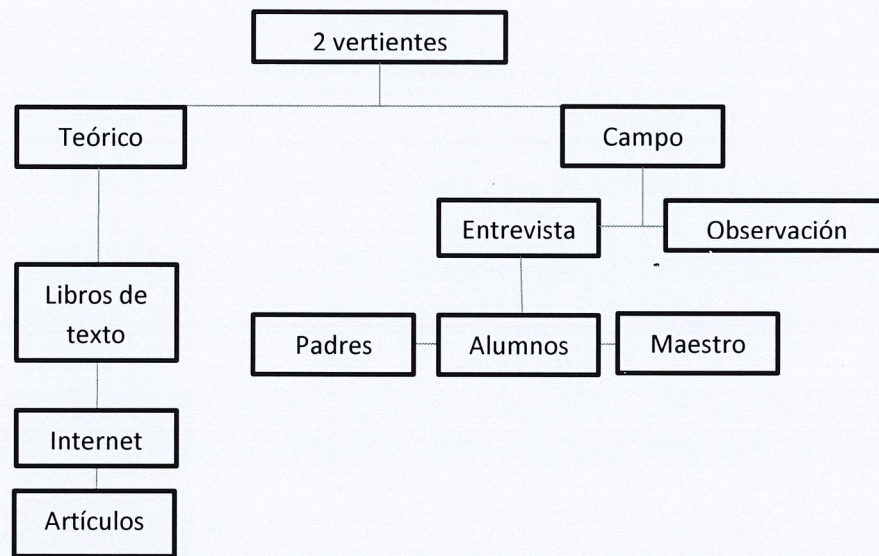 2 vertientes
Teórico
Campo
Entrevista
Observación
Libros de
texto
Padres
Alumnos
Maestro
Internet
Artículos